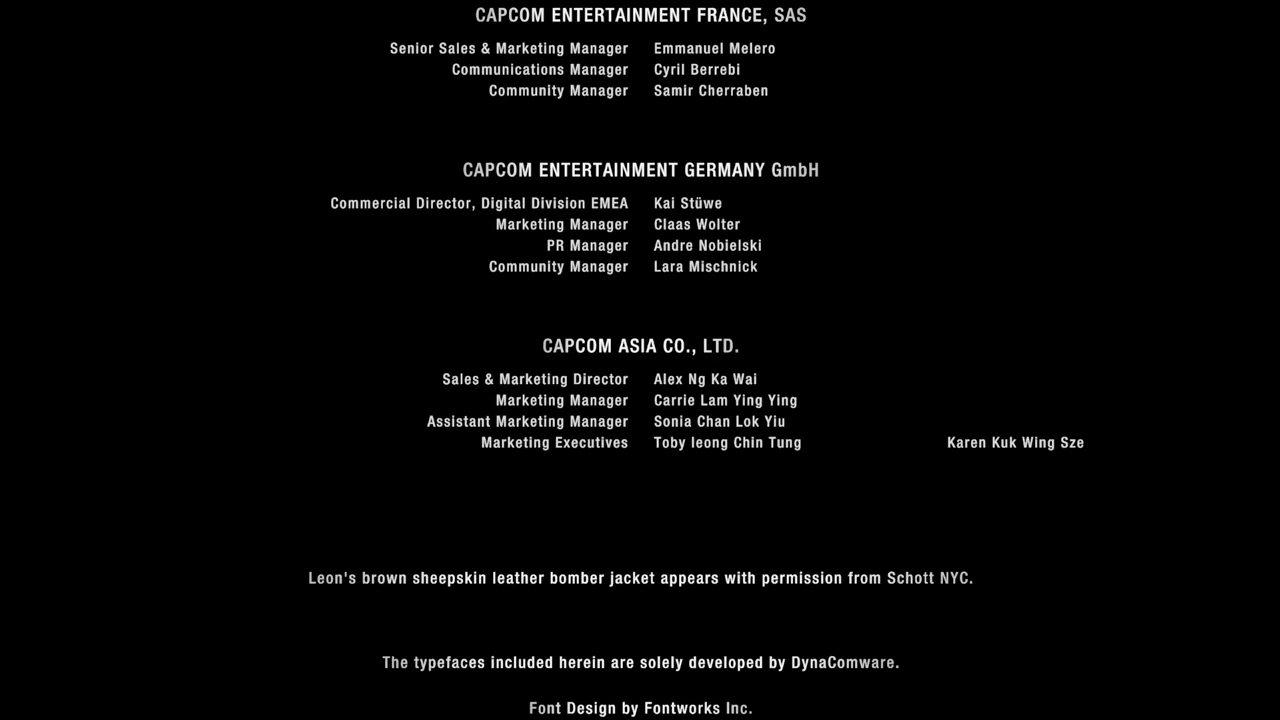 CAPCOM ENTERTAINMENT FRANCE, SAS
Senior Sales & Marketing Manager Emmanuel Melero
Communications Manager Cyril Berrebi
Community Manager Samir Cherraben
CAPCOM ENTERTAINMENT GERMANY GmbH
Commercial Director, Digital Division EMEA Kai Stüwe
Marketing Manager Claas Wolter
PR Manager Andre Nobielski
Community Manager Lara Mischnick
CAPCOM ASIA CO., LTD.
Sales & Marketing Director Alex Ng Ka Wai
Marketing Manager Carrie Lam Ying Ying
Assistant Marketing Manager Sonia Chan Lok Yiu
Marketing Executives Toby Ieong Chin Tung Karen Kuk Wing Sze
Leon's brown sheepskin leather bomber jacket appears with permission from Schott NYC.
The typefaces included herein are solely developed by DynaComware.
Font Design by Fontworks Inc.